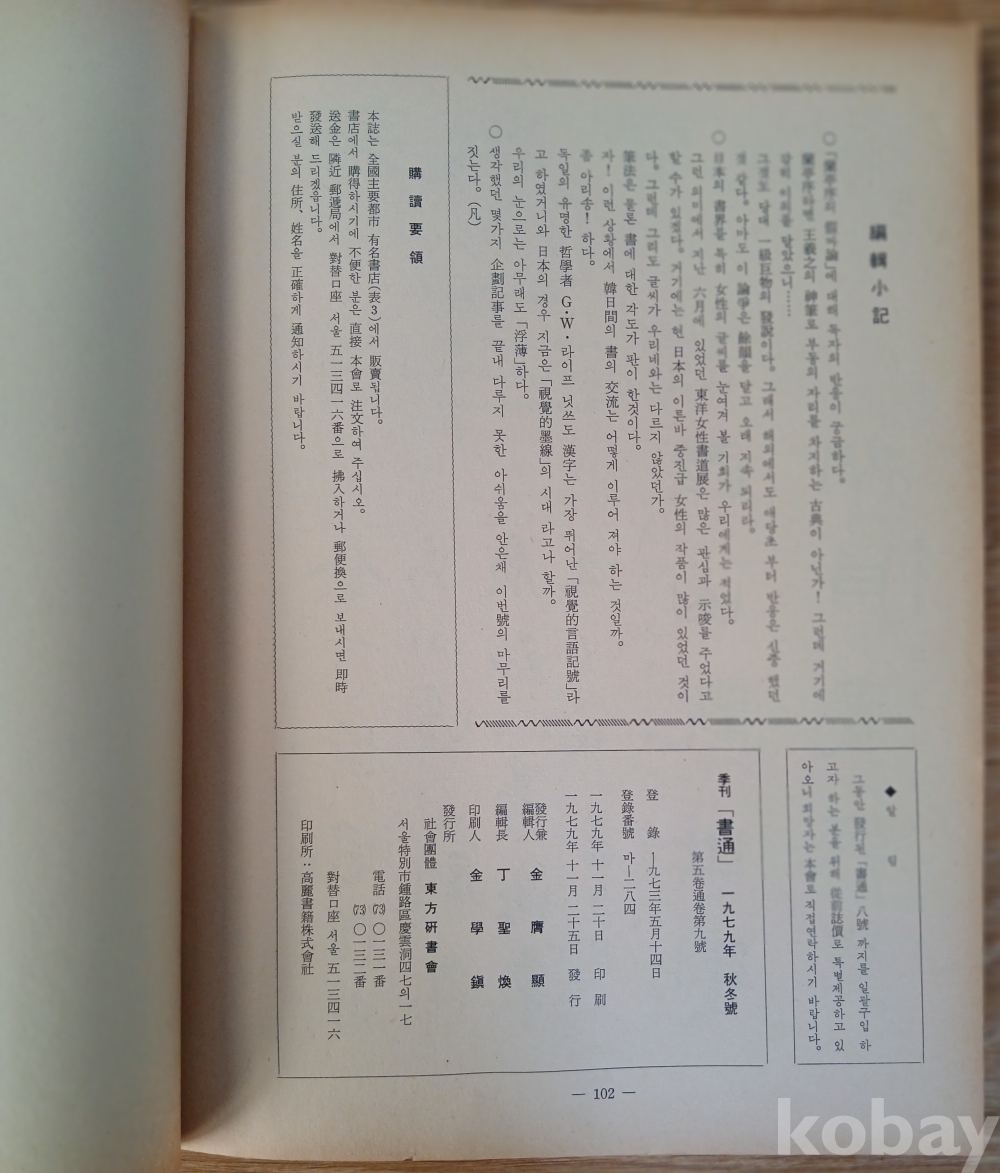 編輯小記
○「蘭亭序의 僞論」에 대해 독자의 반응이 궁금하다.
蘭亭序라면 王羲之의 神筆로 부동의 자리를 차지하는 古典이 아닌가! 그런데 거기에
감히 이의를 달았으니……
그것도 당대 一級巨物의 發說이다. 그래서 해외에서도 애당초 부터 반응은 신중 했던
것 같다. 아마도 이 論爭은 餘韻을 달고 오래 지속 되리라.
○日本의 書界를 특히 女性의 글씨를 눈여겨 볼 기회가 우리에게는 적었다.
그런 의미에서 지난 六月에 있었던 東洋女性書道展은 많은 관심과 示唆를 주었다고
할 수가 있겠다. 거기에는 현 日本의 이른바 중진급 女性의 작품이 많이 있었던 것이
다. 그런데 그리도 글씨가 우리네와는 다르지 않았던가.
筆法은 물론 書에 대한 각도가 판이 한것이다.
자! 이런 상황에서 韓日間의 書의 交流는 어떻게 이루어 져야 하는 것일까.
좀 아리송! 하다.
독일의 유명한 哲學者 G·W·라이프닛쯔도 漢字는 가장 뛰어난「視覺的言語記號」라
고 하였거니와 日本의 경우 지금은「視覺的墨線」의 시대 라고나 할까.
우리의 눈으로는 아무래도「浮薄」하다.
○생각했던 몇가지 企劃記事를 끝내 다루지 못한 아쉬움을 안은채 이번號의 마무리를
짓는다。(凡)
購讀要領
本誌는 全國主要都市 有名書店(表3)에서 販賣됩니다。
書店에서 購得하시기에 不便한 분은 直接 本會로 注文하여 주십시오。
送金은 隣近 郵遞局에서 對替口座 서울 五一三四一六番으로 拂入하거나 郵便換으로 보내시면 即時
發送해 드리겠읍니다。
받으실 분의 住所、姓名을 正確하게 通知하시기 바랍니다。
◆ 알 림
그동안 發行된「書通」八號 까지를 일괄구입 하
고자 하는 분을 위해 從前誌價로 특별제공하고 있
아오니 희망자는 本會로 직접연락하시기 바랍니다。
季刊「書通」 一九七九年 秋冬號
第五卷通卷第九號
登 錄 一九七三年五月十四日
登錄番號 마—二八四
一九七九年 十一月 二十日 印 刷
一九七九年 十一月 二十五日 發 行
發行兼編輯人 金膺顯
編輯長 丁聖煥
印刷人 金學鎭
發行所
社會團體 東方硏書會
서울特別市鍾路區慶雲洞四七의一七
電話 (73) 〇一三一番
(73) 〇一三二番
對替口座 서울 五一三四一六
印刷所：高麗書籍株式會社
— 102 —
kobay